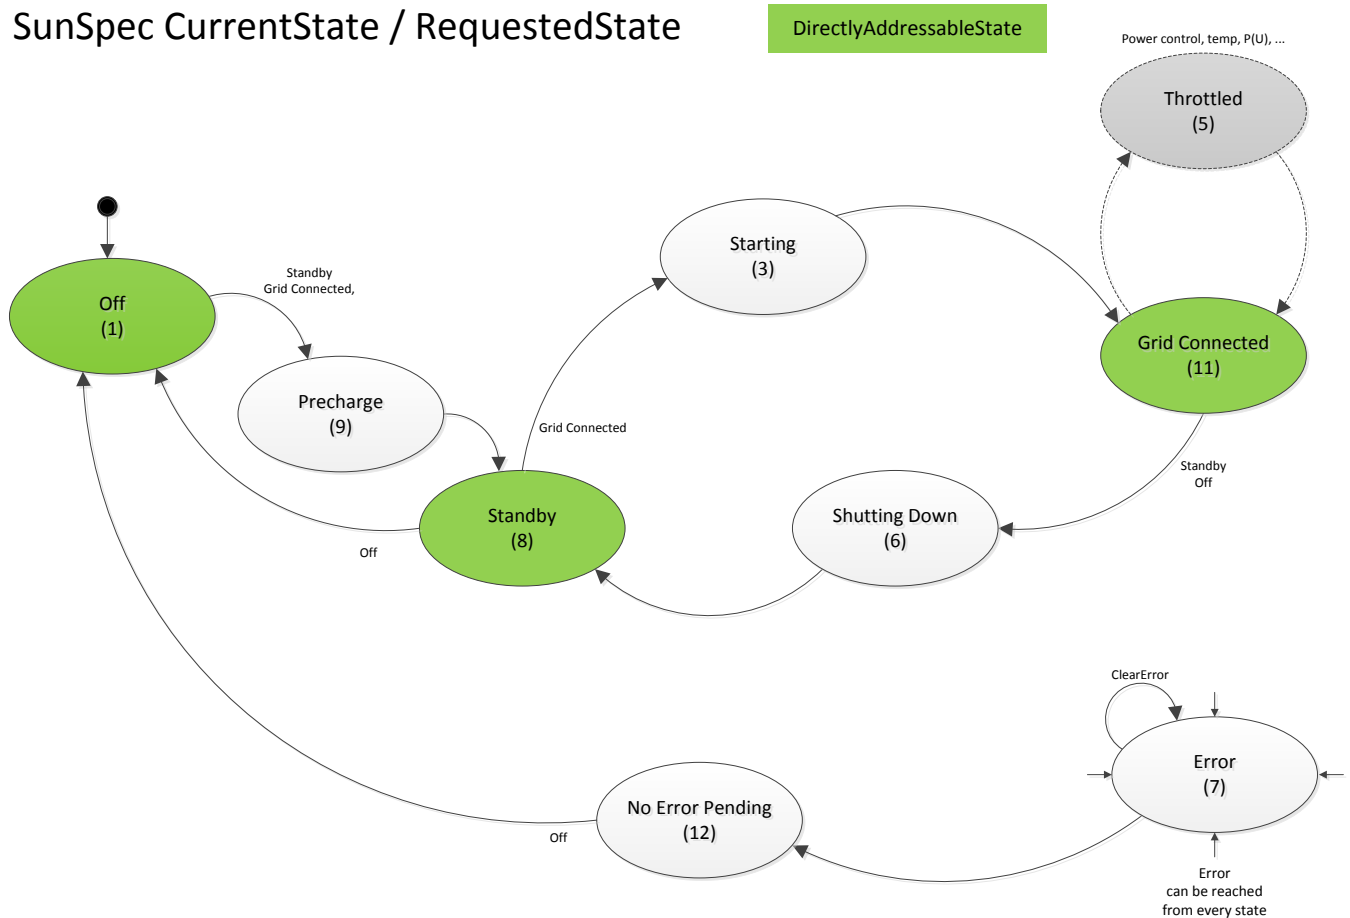 SunSpec CurrentState / RequestedState
DirectlyAddressableState
Power control, temp, P(U), ...
Throttled
(5)
Starting
(3)
Standby
Grid Connected,
Off
(1)
Grid Connected
(11)
Precharge
(9)
Grid Connected
Standby
Off
Standby
(8)
Shutting Down
(6)
Off
ClearError
Error
(7)
No Error Pending
(12)
Off
Error
can be reached
from every state